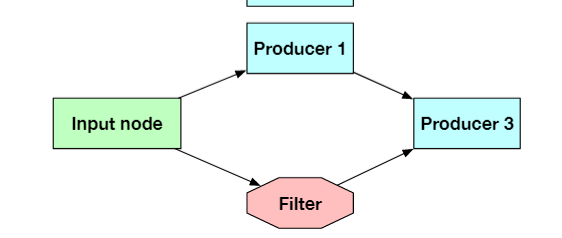 Producer 1
Input node
Producer 3
Filter